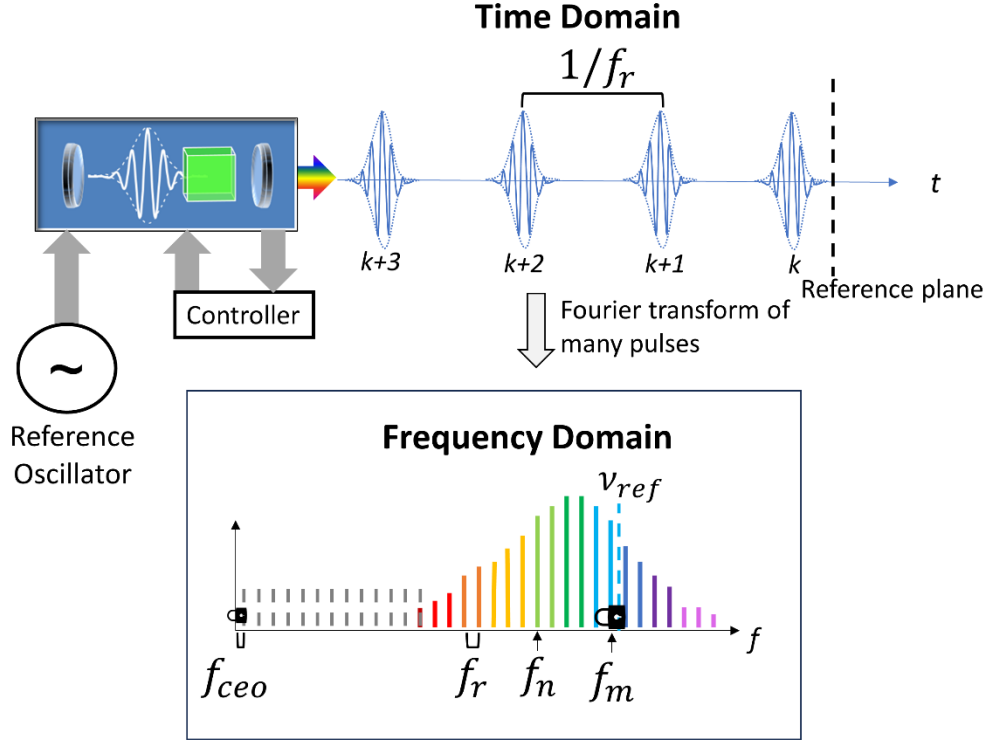 Time Domain
1/f_r
t
k+3
k+2
k+1
k
Reference plane
Controller
Fourier transform of
many pulses
~
Reference
Oscillator
Frequency Domain
ν_ref
f
f_ceo
f_r
f_n
f_m